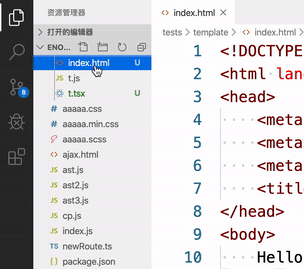 资源管理器
打开的编辑器
ENO...
index.html U
t.js
t.tsx U
aaaaa.css
aaaaa.min.css
aaaaa.scss
ajax.html
ast.js
ast2.js
ast3.js
cp.js
index.js
newRoute.ts
package.json
index.html
tests > template > index.html
1 <!DOCTYPE
2 <html lan
3 <head>
4 <meta
5 <meta
6 <meta
7 <titl
8 </head>
9 <body>
10 Hello